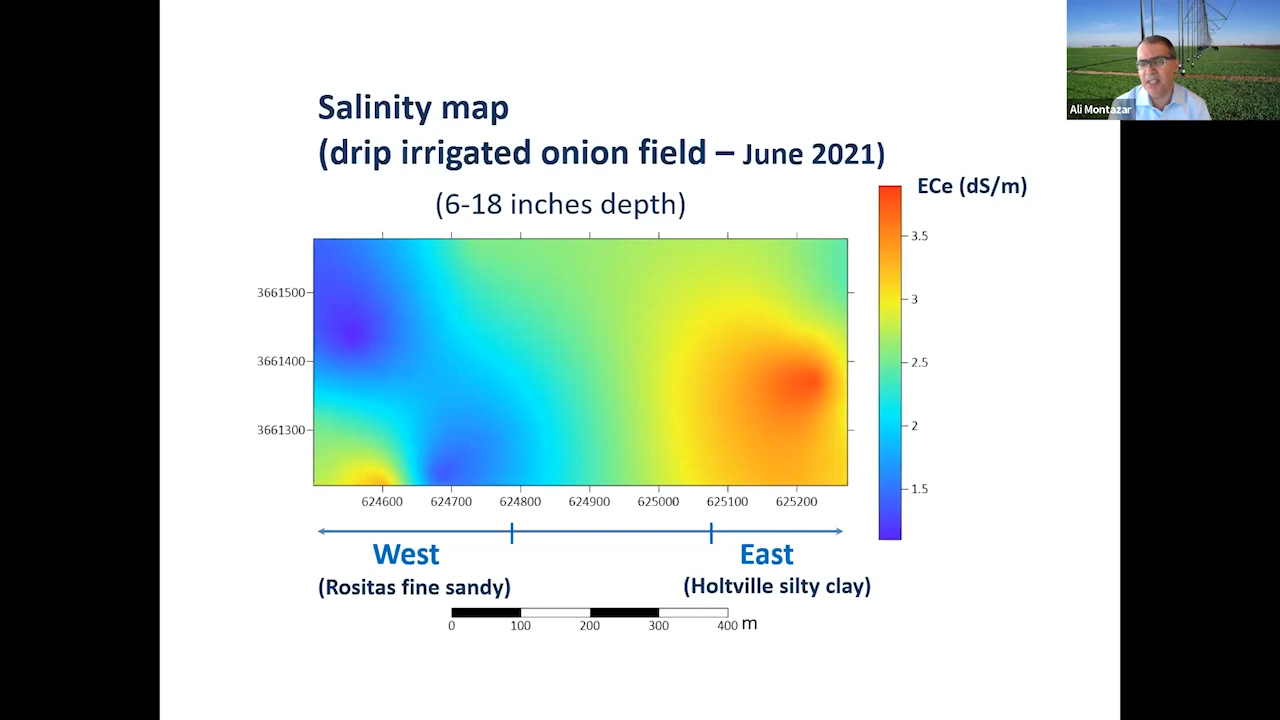 Ali Montazar
Salinity map
(drip irrigated onion field – June 2021)
(6-18 inches depth)
ECe (dS/m)
3.5
3
2.5
2
1.5
3661500
3661400
3661300
624600 624700 624800 624900 625000 625100 625200
West East
(Rositas fine sandy) (Holtville silty clay)
0 100 200 300 400 m